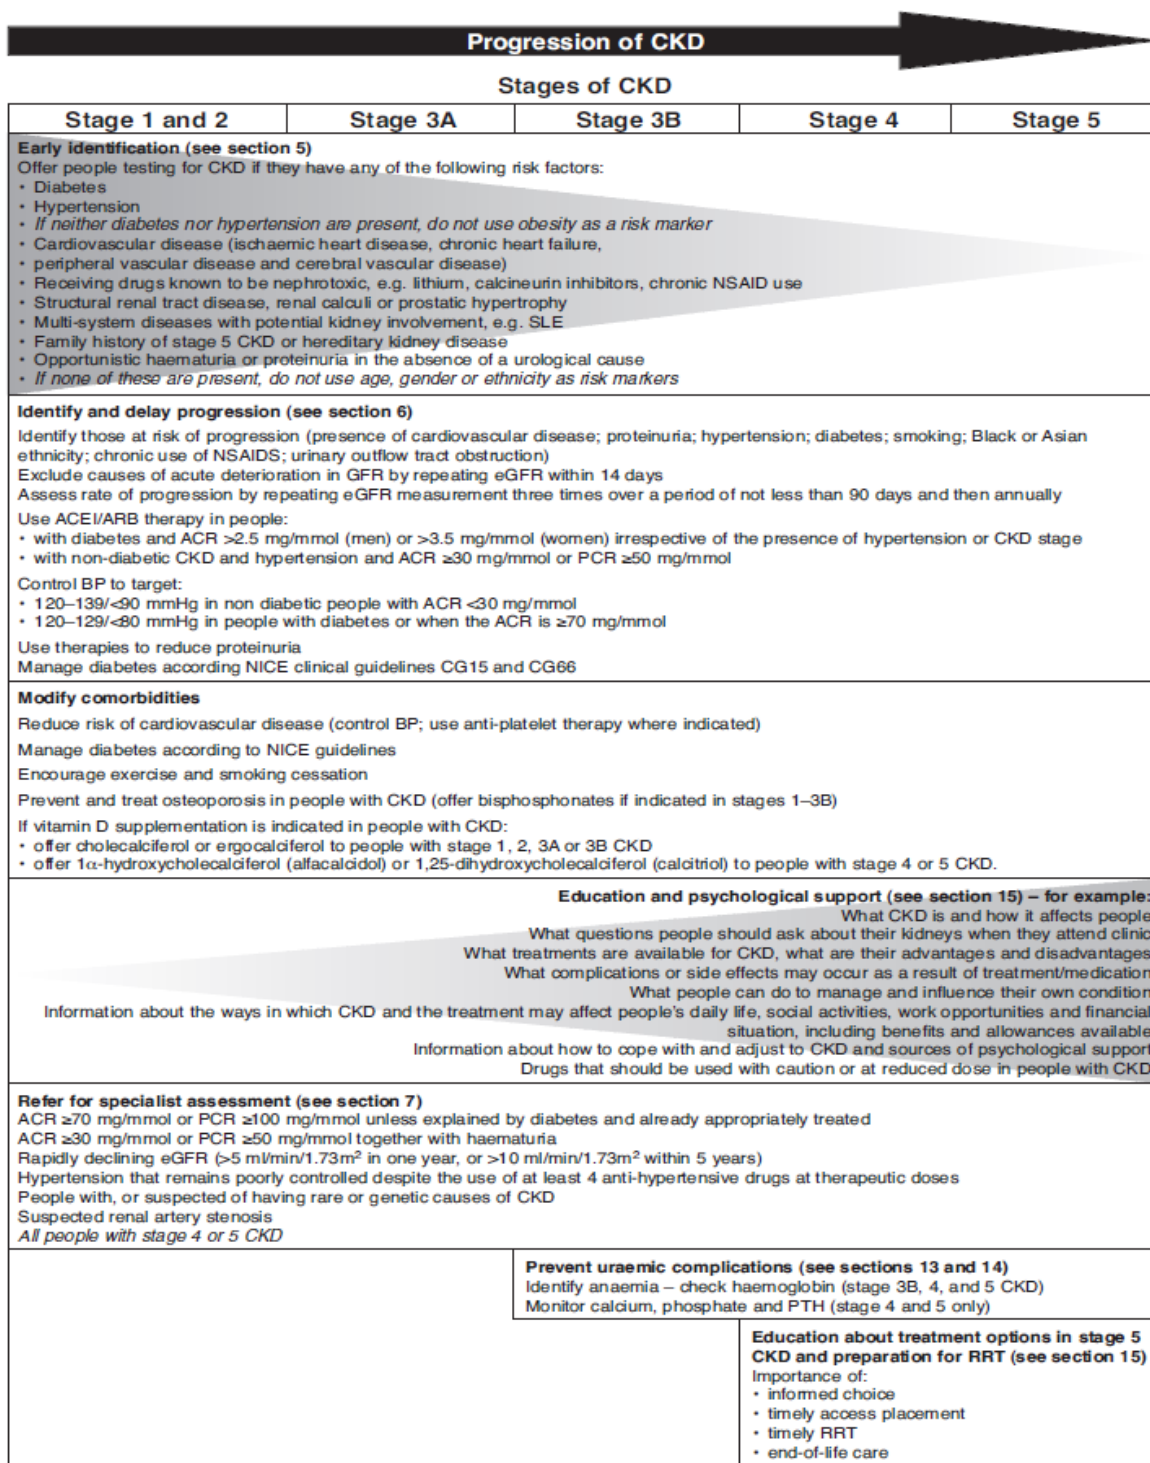 Progression of CKD
Stages of CKD
Stage 1 and 2
Stage 3A
Stage 3B
Stage 4
Stage 5
Early identification (see section 5)
Offer people testing for CKD if they have any of the following risk factors:
• Diabetes
• Hypertension
• If neither diabetes nor hypertension are present, do not use obesity as a risk marker
• Cardiovascular disease (ischaemic heart disease, chronic heart failure,
• peripheral vascular disease and cerebral vascular disease)
• Receiving drugs known to be nephrotoxic, e.g. lithium, calcineurin inhibitors, chronic NSAID use
• Structural renal tract disease, renal calculi or prostatic hypertrophy
• Multi-system diseases with potential kidney involvement, e.g. SLE
• Family history of stage 5 CKD or hereditary kidney disease
• Opportunistic haematuria or proteinuria in the absence of a urological cause
• If none of these are present, do not use age, gender or ethnicity as risk markers
Identify and delay progression (see section 6)
Identify those at risk of progression (presence of cardiovascular disease; proteinuria; hypertension; diabetes; smoking; Black or Asian
ethnicity; chronic use of NSAIDS; urinary outflow tract obstruction)
Exclude causes of acute deterioration in GFR by repeating eGFR within 14 days
Assess rate of progression by repeating eGFR measurement three times over a period of not less than 90 days and then annually
Use ACEI/ARB therapy in people:
• with diabetes and ACR >2.5 mg/mmol (men) or >3.5 mg/mmol (women) irrespective of the presence of hypertension or CKD stage
• with non-diabetic CKD and hypertension and ACR ≥30 mg/mmol or PCR ≥50 mg/mmol
Control BP to target:
• 120–139/<90 mmHg in non diabetic people with ACR <30 mg/mmol
• 120–129/<80 mmHg in people with diabetes or when the ACR is ≥70 mg/mmol
Use therapies to reduce proteinuria
Manage diabetes according NICE clinical guidelines CG15 and CG66
Modify comorbidities
Reduce risk of cardiovascular disease (control BP; use anti-platelet therapy where indicated)
Manage diabetes according to NICE guidelines
Encourage exercise and smoking cessation
Prevent and treat osteoporosis in people with CKD (offer bisphosphonates if indicated in stages 1–3B)
If vitamin D supplementation is indicated in people with CKD:
• offer cholecalciferol or ergocalciferol to people with stage 1, 2, 3A or 3B CKD
• offer 1α-hydroxycholecalciferol (alfacalcidol) or 1,25-dihydroxycholecalciferol (calcitriol) to people with stage 4 or 5 CKD.
Education and psychological support (see section 15) – for example:
What CKD is and how it affects people
What questions people should ask about their kidneys when they attend clinic
What treatments are available for CKD, what are their advantages and disadvantages
What complications or side effects may occur as a result of treatment/medication
What people can do to manage and influence their own condition
Information about the ways in which CKD and the treatment may affect people's daily life, social activities, work opportunities and financial
situation, including benefits and allowances available
Information about how to cope with and adjust to CKD and sources of psychological support
Drugs that should be used with caution or at reduced dose in people with CKD
Refer for specialist assessment (see section 7)
ACR ≥70 mg/mmol or PCR ≥100 mg/mmol unless explained by diabetes and already appropriately treated
ACR ≥30 mg/mmol or PCR ≥50 mg/mmol together with haematuria
Rapidly declining eGFR (>5 ml/min/1.73m² in one year, or >10 ml/min/1.73m² within 5 years)
Hypertension that remains poorly controlled despite the use of at least 4 anti-hypertensive drugs at therapeutic doses
People with, or suspected of having rare or genetic causes of CKD
Suspected renal artery stenosis
All people with stage 4 or 5 CKD
Prevent uraemic complications (see sections 13 and 14)
Identify anaemia – check haemoglobin (stage 3B, 4, and 5 CKD)
Monitor calcium, phosphate and PTH (stage 4 and 5 only)
Education about treatment options in stage 5
CKD and preparation for RRT (see section 15)
Importance of:
• informed choice
• timely access placement
• timely RRT
• end-of-life care